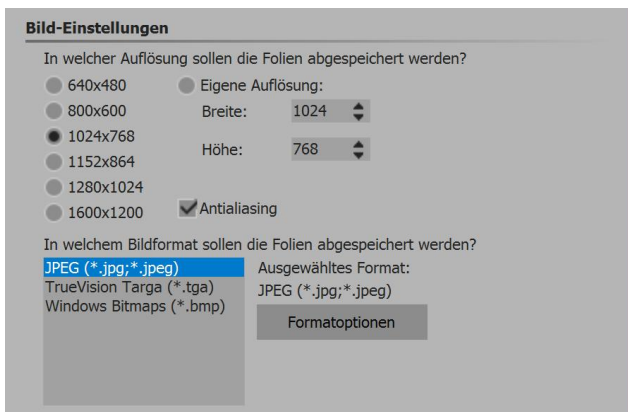 Bild-Einstellungen
In welcher Auflösung sollen die Folien abgespeichert werden?
640x480
Eigene Auflösung:
800x600
Breite:
1024
1024x768
Höhe:
768
1152x864
1280x1024
1600x1200
Antialiasing
In welchem Bildformat sollen die Folien abgespeichert werden?
JPEG (*.jpg;*.jpeg)
Ausgewähltes Format:
TrueVision Targa (*.tga)
JPEG (*.jpg;*.jpeg)
Windows Bitmaps (*.bmp)
Formatoptionen